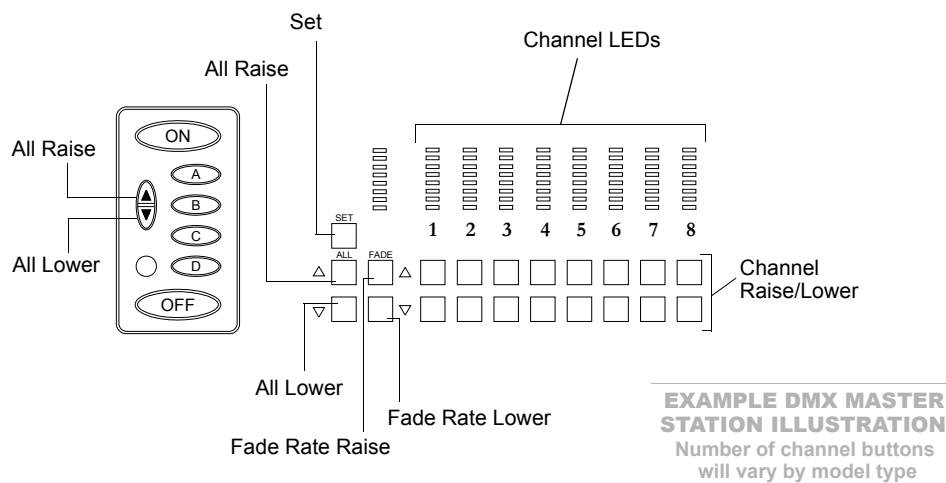 Set
Channel LEDs
All Raise
ON
All Raise
A
B
C
All Lower
D
OFF
SET
1 2 3 4 5 6 7 8
ALL FADE
Channel
Raise/Lower
All Lower
Fade Rate Lower
Fade Rate Raise
EXAMPLE DMX MASTER
STATION ILLUSTRATION
Number of channel buttons
will vary by model type